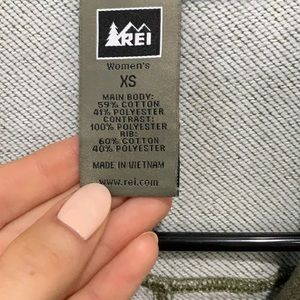 REI
Women's
XS
MAIN BODY:
59% COTTON
41% POLYESTER
CONTRAST:
100% POLYESTER
RIB:
60% COTTON
40% POLYESTER
MADE IN VIETNAM
www.rei.com